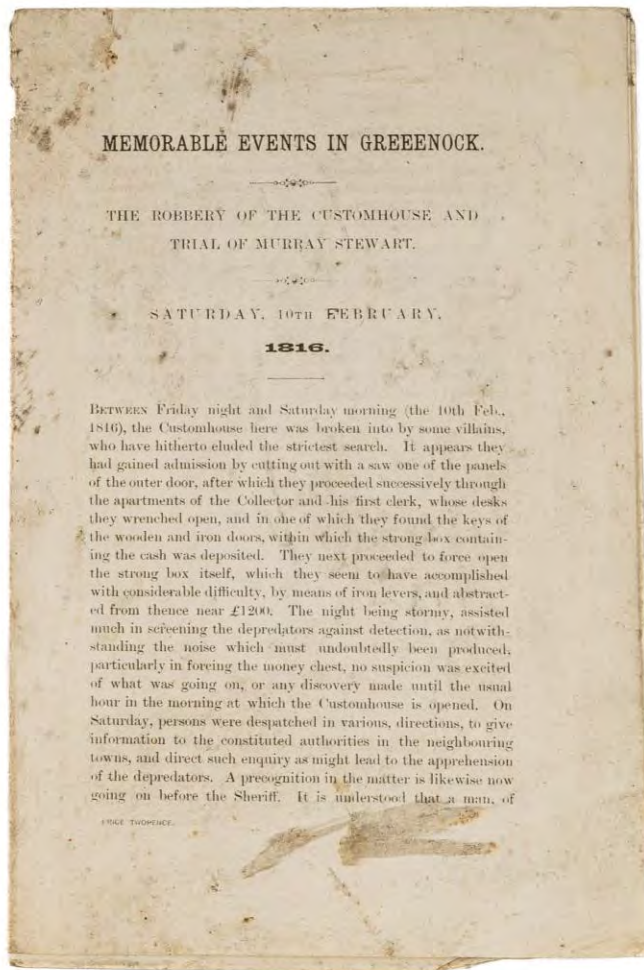 MEMORABLE EVENTS IN GREEENOCK.
THE ROBBERY OF THE CUSTOMHOUSE AND
TRIAL OF MURRAY STEWART.
SATURDAY, 10TH FEBRUARY,
1816.
BETWEEN Friday night and Saturday morning (the 10th Feb.,
1816), the Customhouse here was broken into by some villains,
who have hitherto eluded the strictest search. It appears they
had gained admission by cutting out with a saw one of the panels
of the outer door, after which they proceeded successively through
the apartments of the Collector and his first clerk, whose desks
they wrenched open, and in one of which they found the keys of
the wooden and iron doors, within which the strong box contain-
ing the cash was deposited. They next proceeded to force open
the strong box itself, which they seem to have accomplished
with considerable difficulty, by means of iron levers, and abstract-
ed from thence near £1200. The night being stormy, assisted
much in screening the depredators against detection, as notwith-
standing the noise which must undoubtedly been produced,
particularly in forcing the money chest, no suspicion was excited
of what was going on, or any discovery made until the usual
hour in the morning at which the Customhouse is opened. On
Saturday, persons were despatched in various, directions, to give
information to the constituted authorities in the neighbouring
towns, and direct such enquiry as might lead to the apprehension
of the depredators. A precognition in the matter is likewise now
going on before the Sheriff. It is understood that a man, of
PRICE TWOPENCE.